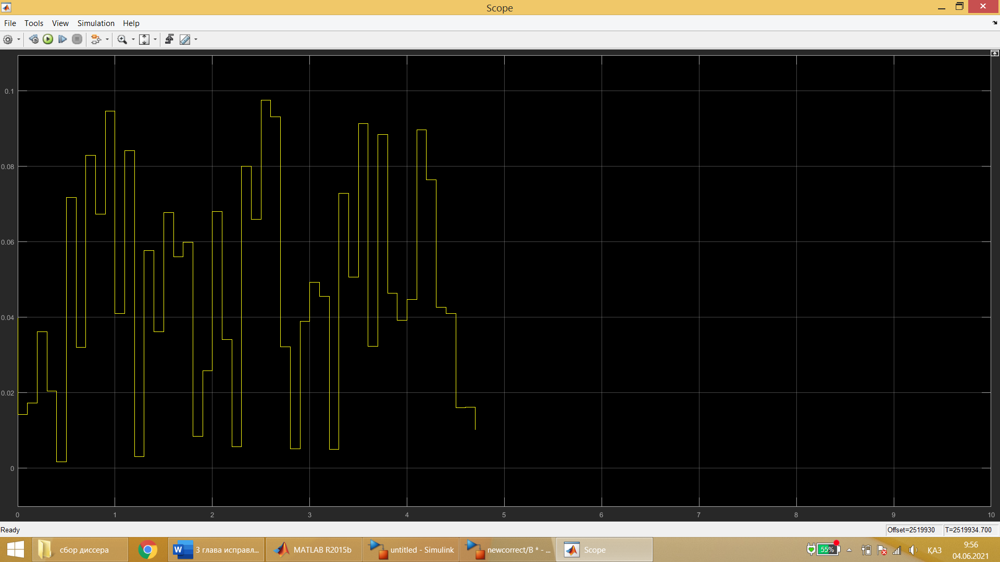 Scope
File Tools View Simulation Help
0.1
0.08
0.06
0.04
0.02
0
0 1 2 3 4 5 6 7 8 9 10
Ready Offset=2519930 T=2519934.700
сбор диссера W 3 глава исправл... MATLAB R2015b untitled - Simulink newcorrect/B * - ... Scope 55% ҚАЗ 9:56
04.06.2021